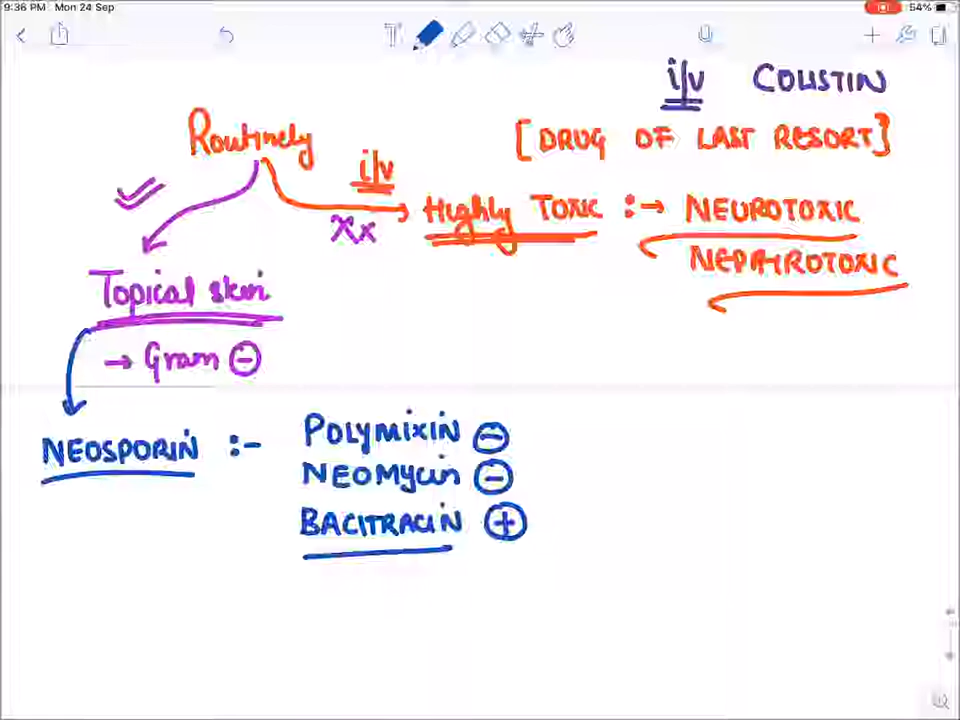 9:36 PM Mon 24 Sep
54%
i/v COLISTIN
[DRUG OF LAST RESORT]
Routinely
i/v
Xx
Highly TOXIC :→ NEUROTOXIC
NEPHROTOXIC
Topical skin
→ Gram ⊖
NEOSPORIN :- POLYMIXIN ⊖
NEOMYCIN ⊖
BACITRACIN ⊕